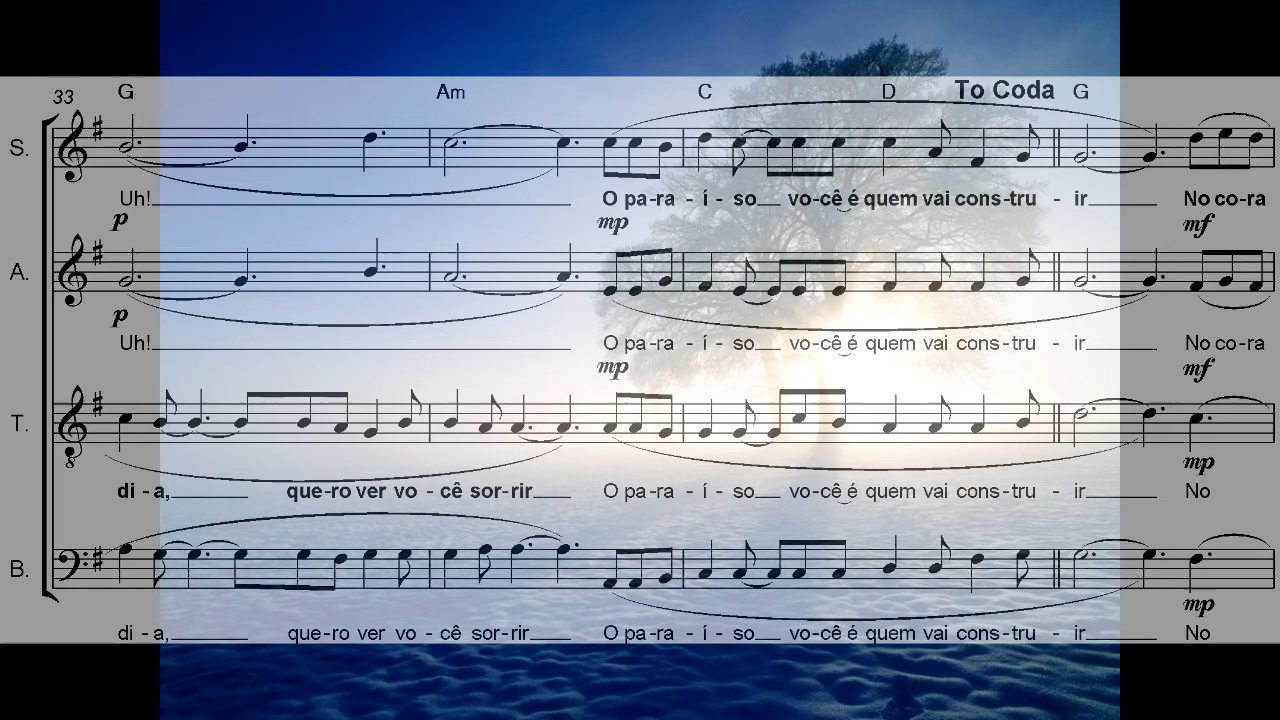 33 G Am C D To Coda G
S.
Uh! O pa-ra - í - so vo-cê é quem vai cons-tru - ir No co-ra
p mp mf
A.
p
Uh! O pa-ra - í - so vo-cê é quem vai cons-tru - ir No co-ra
mp mf
T.
8
mp
di - a, que-ro ver vo - cê sor-rir O pa-ra - í - so vo-cê é quem vai cons-tru - ir No
B.
mp
di - a, que-ro ver vo - cê sor-rir O pa-ra - í - so vo-cê é quem vai cons-tru - ir No